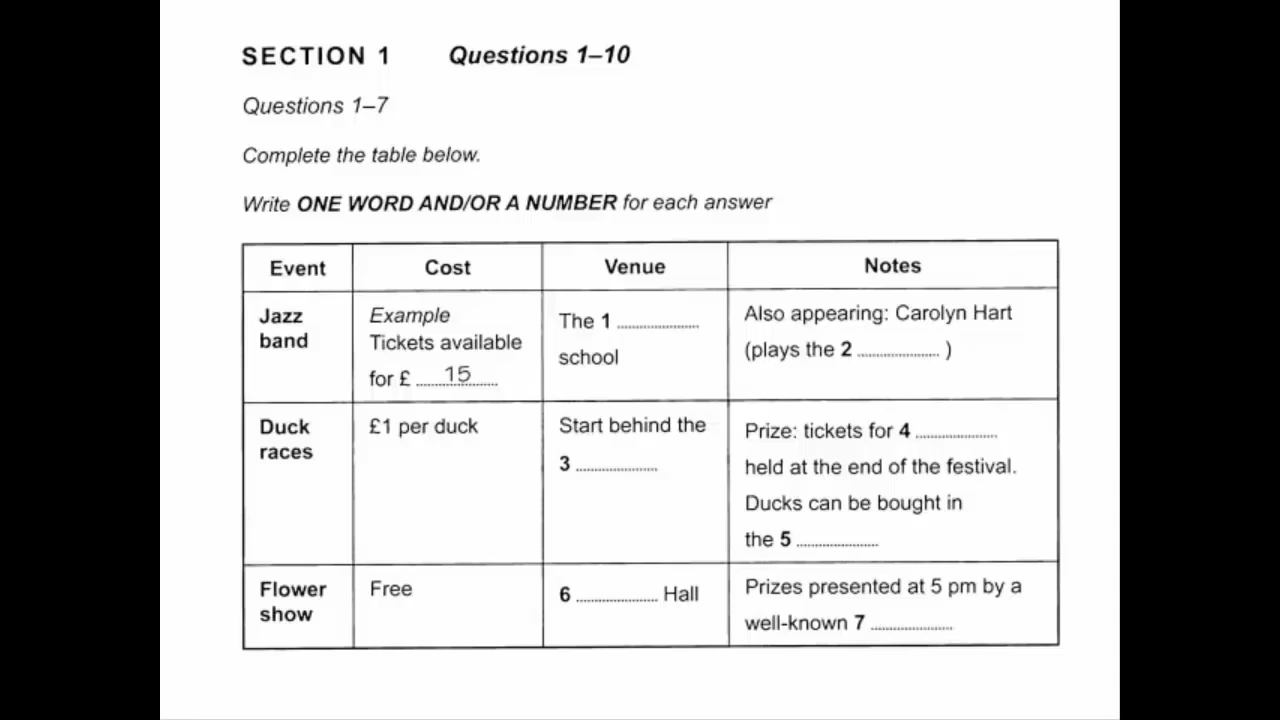 SECTION 1 Questions 1–10
Questions 1–7
Complete the table below.
Write ONE WORD AND/OR A NUMBER for each answer
Event Cost Venue Notes
Jazz band
Example
Tickets available
for £ ..... 15 .....
The 1 ....................
school
Also appearing: Carolyn Hart
(plays the 2 .................... )
Duck races
£1 per duck
Start behind the
3 ....................
Prize: tickets for 4 ....................
held at the end of the festival.
Ducks can be bought in
the 5 ....................
Flower show
Free
6 .................... Hall
Prizes presented at 5 pm by a
well-known 7 ....................